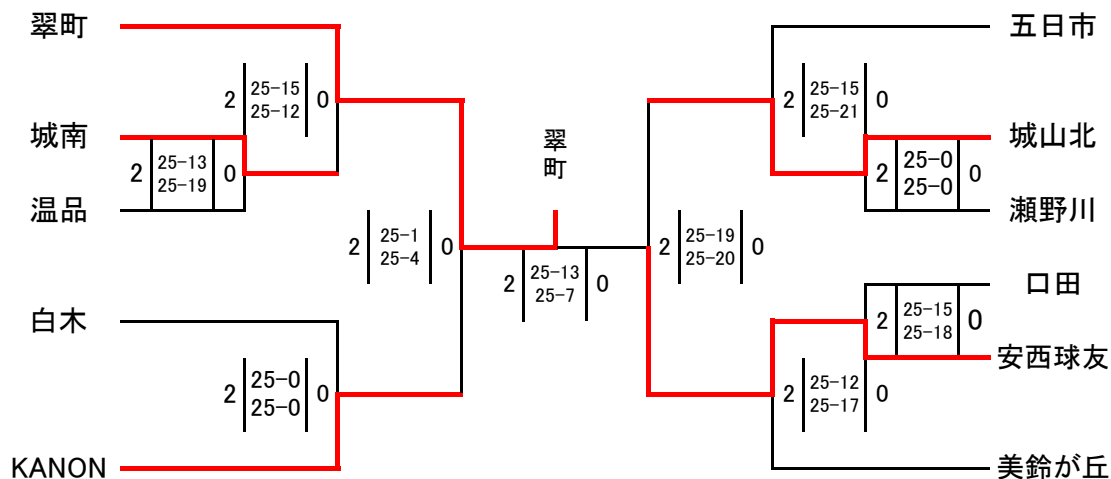 翠町
五日市
2 25-15 0
25-12
2 25-15 0
25-21
城南
翠町
城山北
2 25-13 0
25-19
2 25-0 0
25-0
温品
瀬野川
2 25-1 0
25-4
2 25-13 0
25-7
2 25-19 0
25-20
口田
白木
2 25-15 0
25-18
安西球友
2 25-0 0
25-0
2 25-12 0
25-17
KANON
美鈴が丘